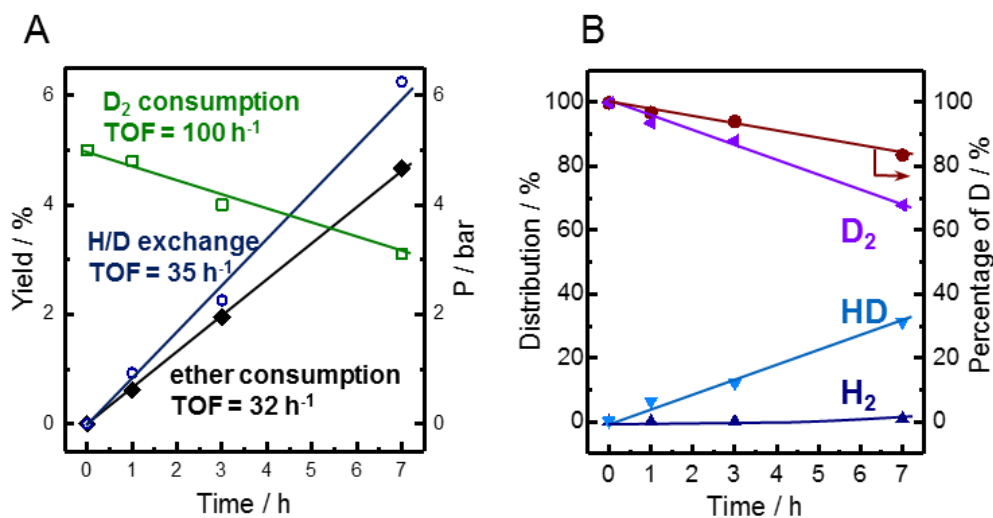 A
Yield / %
6
4
2
0
D₂ consumption
TOF = 100 h⁻¹
H/D exchange
TOF = 35 h⁻¹
ether consumption
TOF = 32 h⁻¹
6
4
2
0
P / bar
0 1 2 3 4 5 6 7
Time / h
B
Distribution / %
100
80
60
40
20
0
D₂
HD
H₂
100
80
60
40
20
0
Percentage of D / %
0 1 2 3 4 5 6 7
Time / h